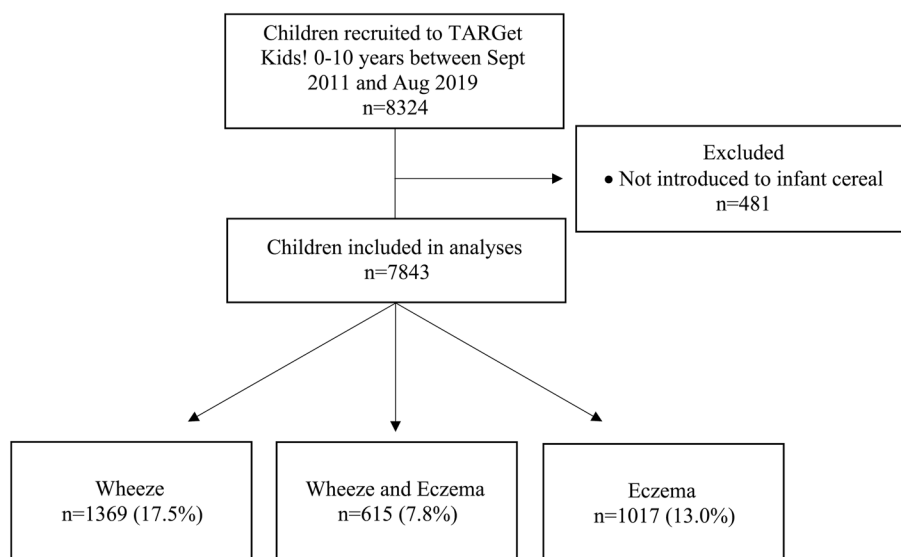 Children recruited to TARGet
Kids! 0-10 years between Sept
2011 and Aug 2019
n=8324
Excluded
• Not introduced to infant cereal
n=481
Children included in analyses
n=7843
Wheeze
n=1369 (17.5%)
Wheeze and Eczema
n=615 (7.8%)
Eczema
n=1017 (13.0%)